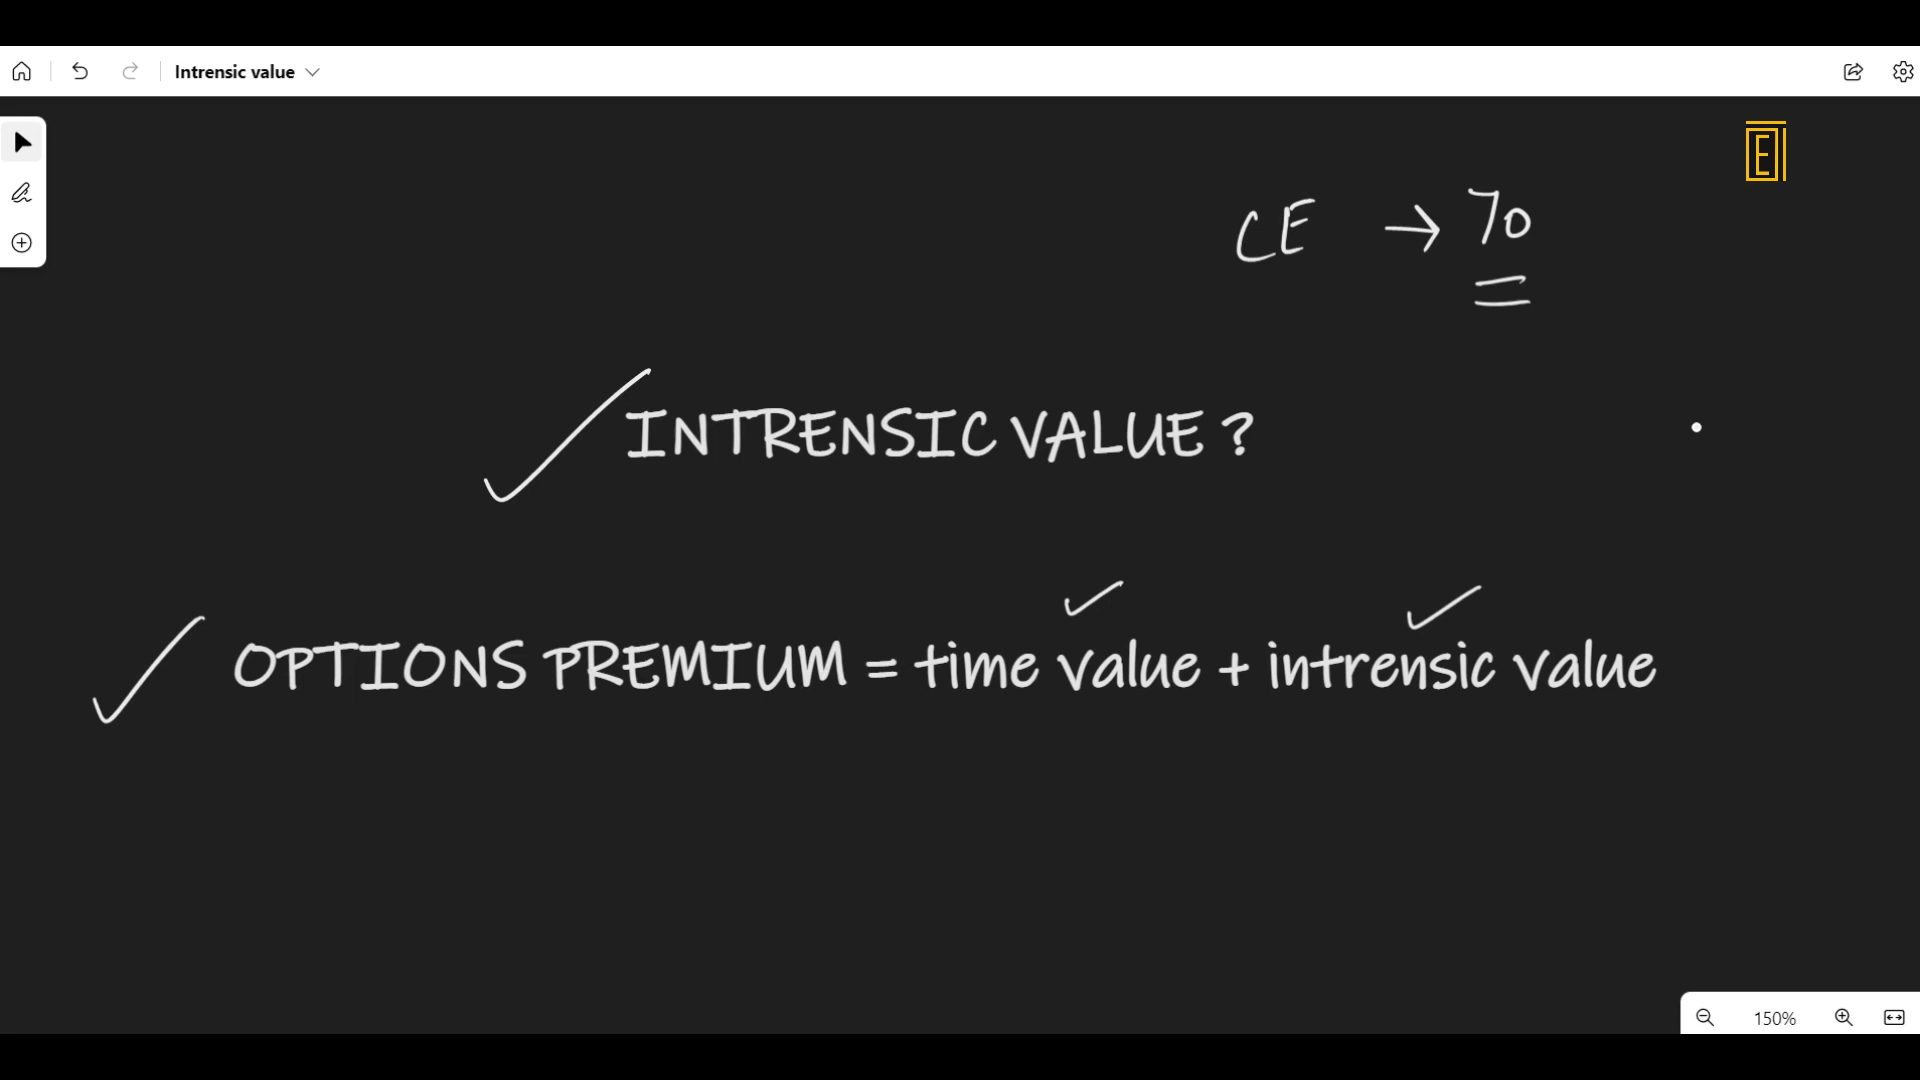 Intrensic value
E
CE → 70
INTRENSIC VALUE ?
OPTIONS PREMIUM = time value + intrensic value
150%